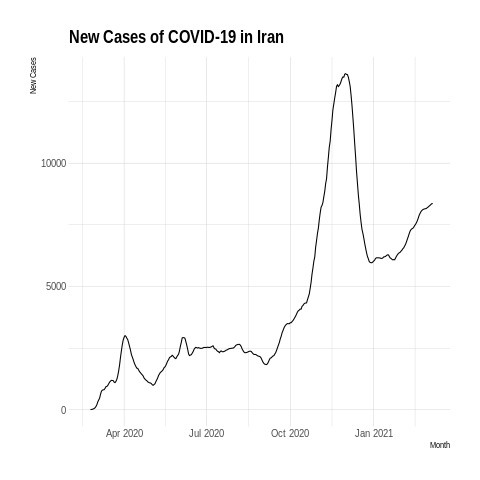 New Cases of COVID-19 in Iran
New Cases
10000
5000
0
Apr 2020 Jul 2020 Oct 2020 Jan 2021
Month